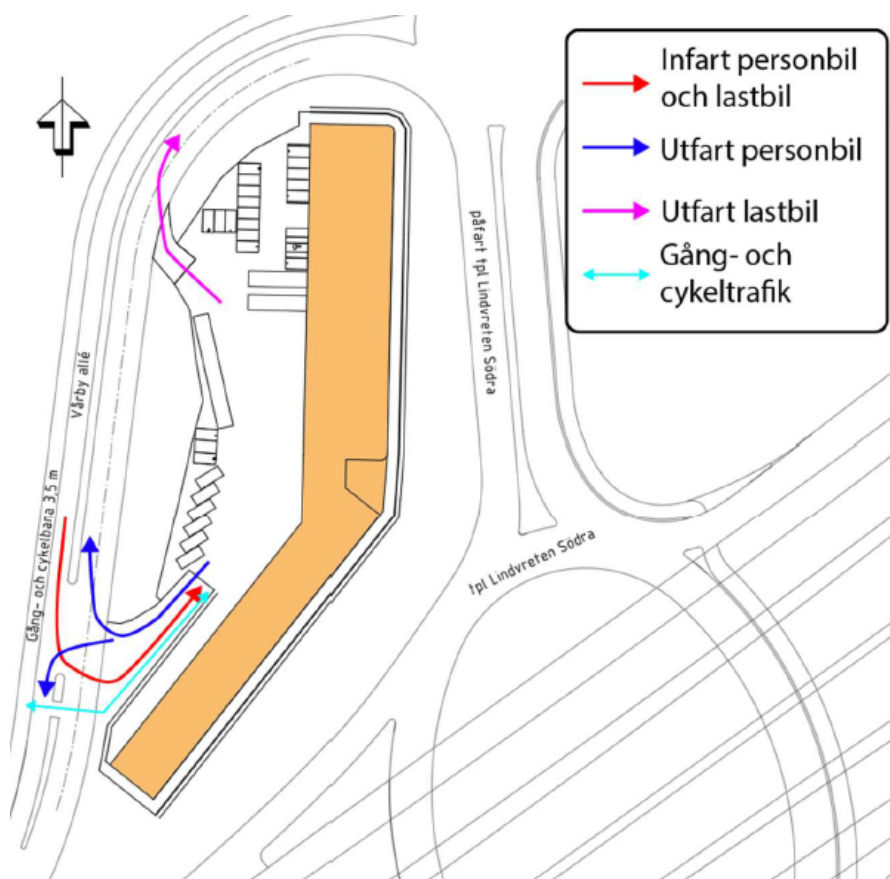 Infart personbil
och lastbil
Utfart personbil
Utfart lastbil
Gång- och
cykeltrafik
påfart tpl Lindvreten Södra
Vårby allé
Gång- och cykelbana 3,5 m
tpl Lindvreten Södra